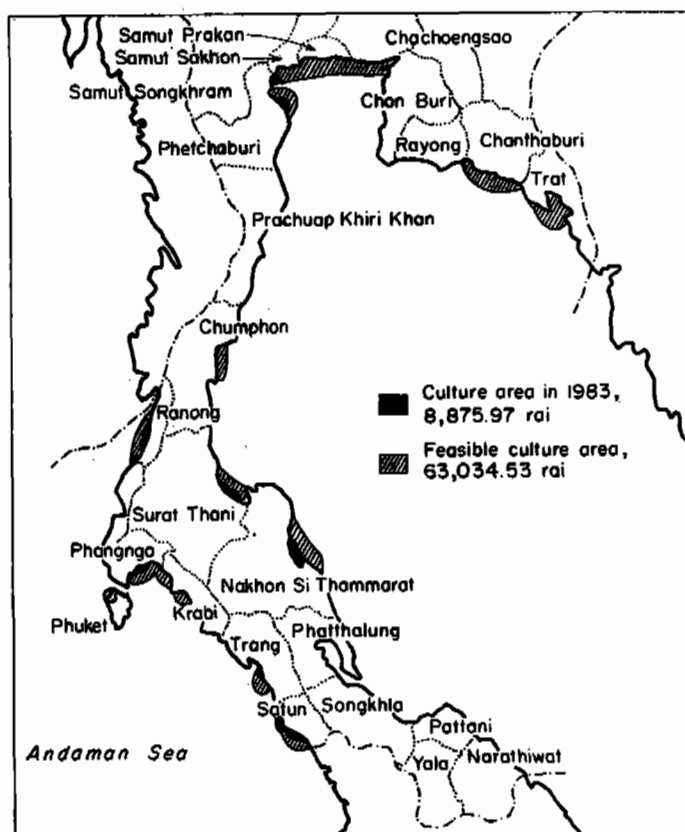 Samut Prakan
Samut Sakhon
Samut Songkhram
Chachoengsao
Chon Buri
Phetchaburi
Rayong
Chanthaburi
Trat
Prachuap Khiri Khan
Chumphon
Culture area in 1983,
8,875.97 rai
Ranong
Feasible culture area,
63,034.53 rai
Surat Thani
Phangnga
Nakhon Si Thammarat
Krabi
Phuket
Phatthalung
Trang
Satun
Songkhla
Pattani
Andaman Sea
Yala
Narathiwat